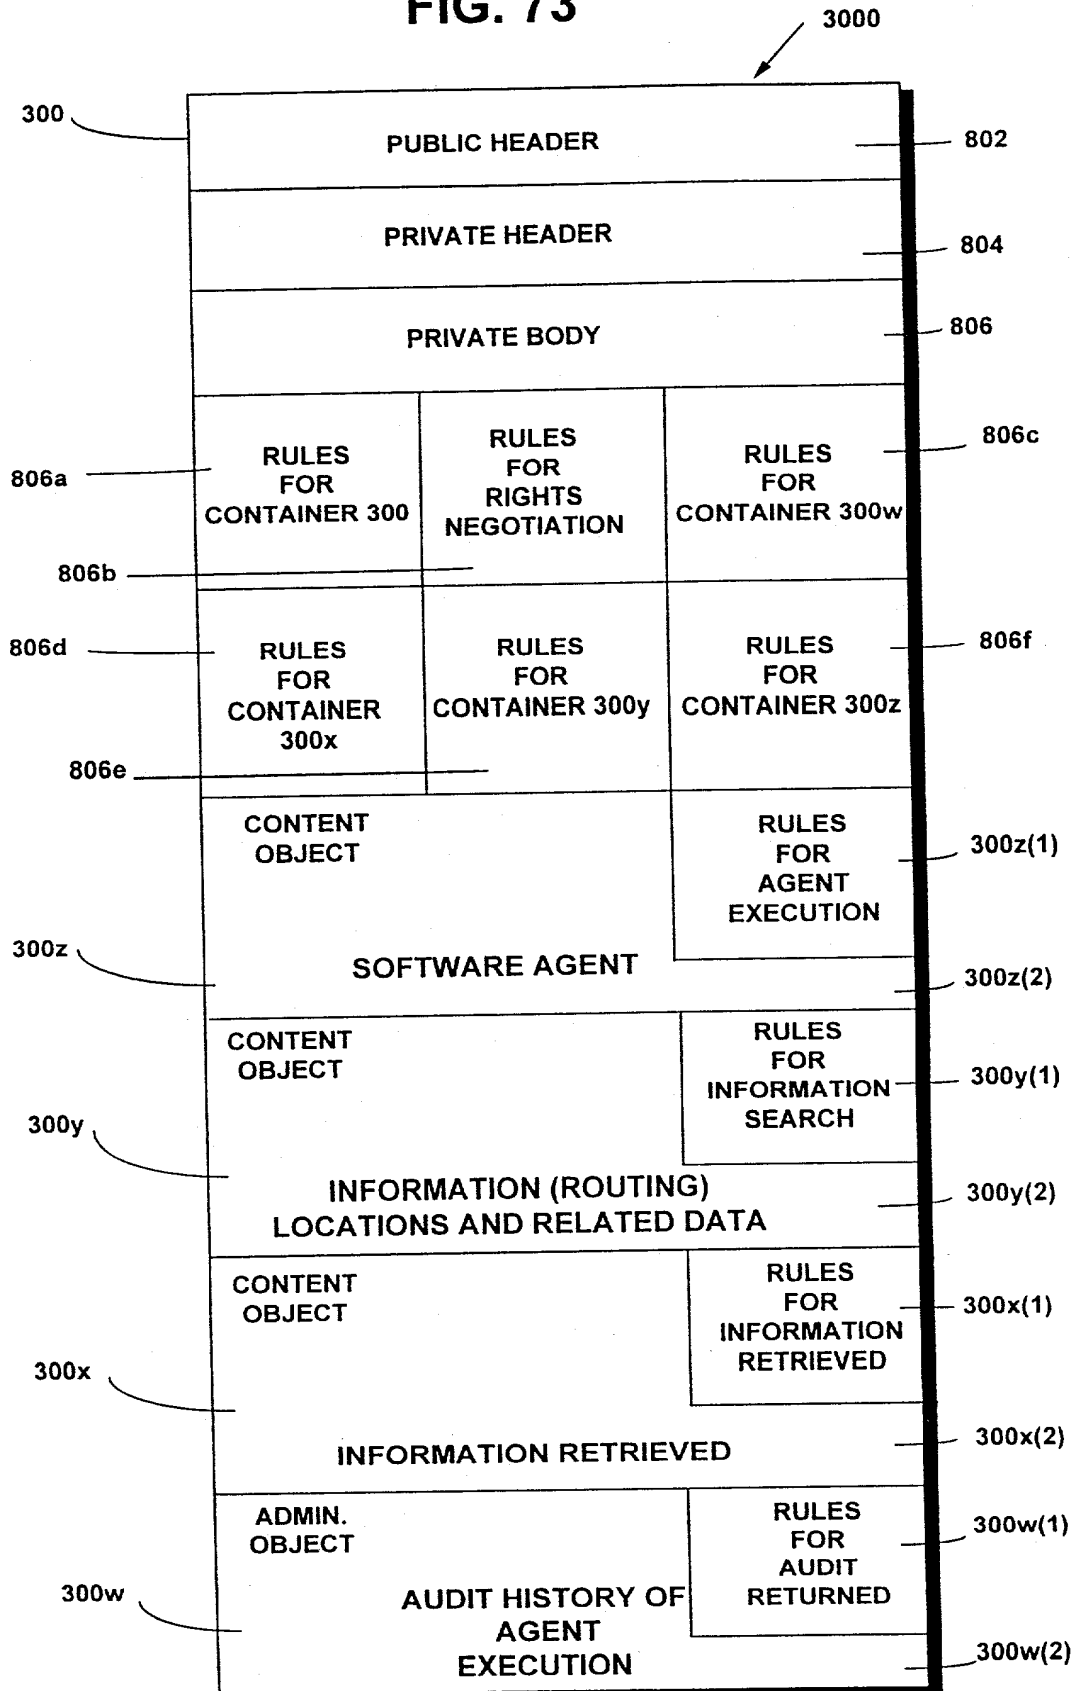 FIG. 73
3000
300
PUBLIC HEADER
802
PRIVATE HEADER
804
PRIVATE BODY
806
806a
RULES
FOR
CONTAINER 300
RULES
FOR
RIGHTS
NEGOTIATION
RULES
FOR
CONTAINER 300w
806c
806b
806d
RULES
FOR
CONTAINER
300x
RULES
FOR
CONTAINER 300y
RULES
FOR
CONTAINER 300z
806f
806e
CONTENT
OBJECT
RULES
FOR
AGENT
EXECUTION
300z(1)
300z
SOFTWARE AGENT
300z(2)
CONTENT
OBJECT
RULES
FOR
INFORMATION
SEARCH
300y(1)
300y
INFORMATION (ROUTING)
LOCATIONS AND RELATED DATA
300y(2)
CONTENT
OBJECT
RULES
FOR
INFORMATION
RETRIEVED
300x(1)
300x
INFORMATION RETRIEVED
300x(2)
ADMIN.
OBJECT
RULES
FOR
AUDIT
RETURNED
300w(1)
300w
AUDIT HISTORY OF
AGENT
EXECUTION
300w(2)